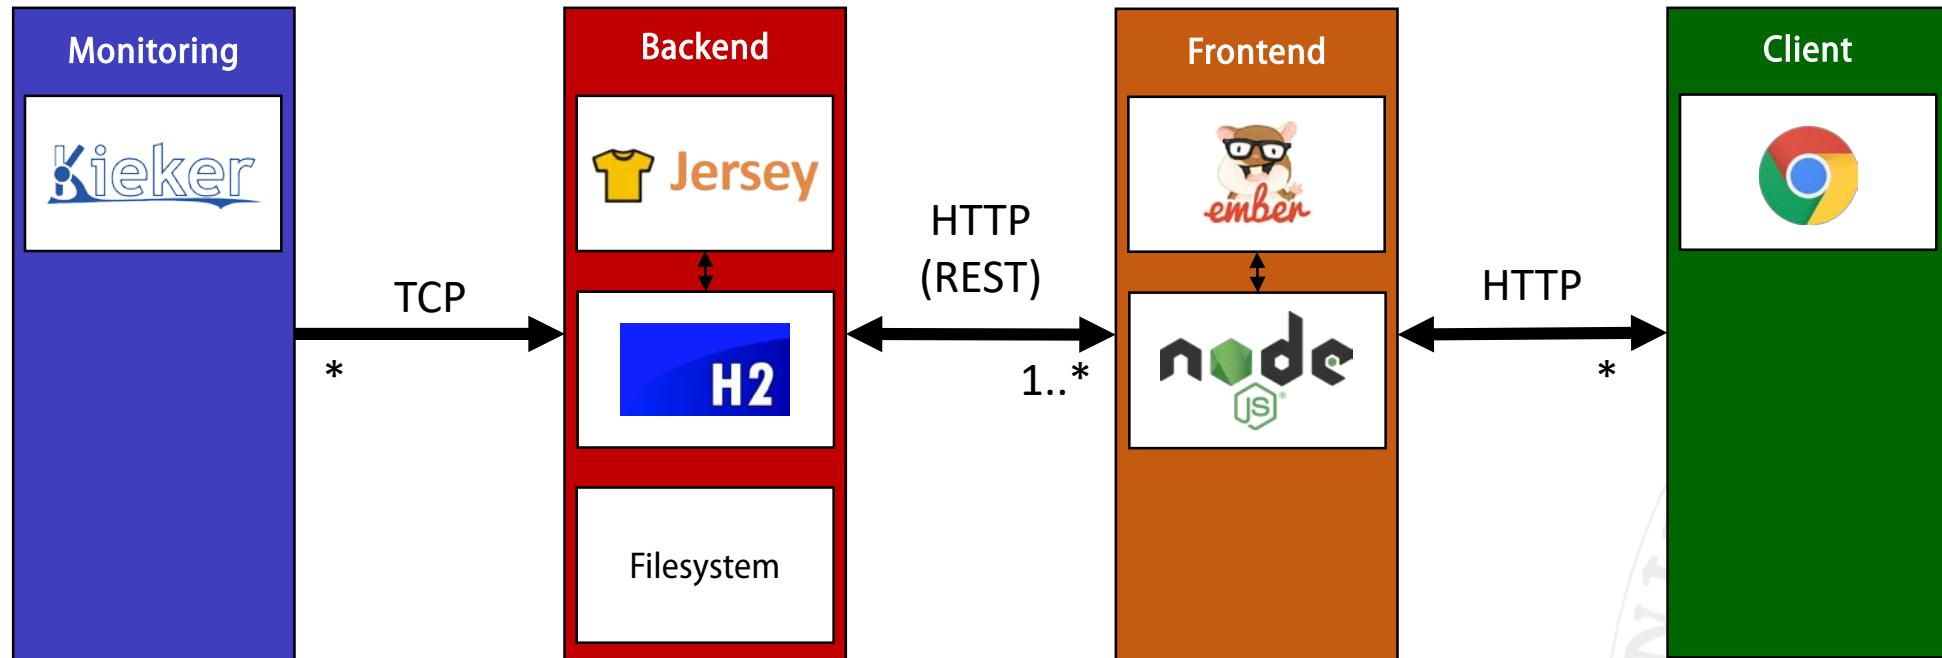 Monitoring
Kieker
TCP
*
Backend
Jersey
H2
Filesystem
HTTP
(REST)
1..*
Frontend
ember
node
JS
HTTP
*
Client